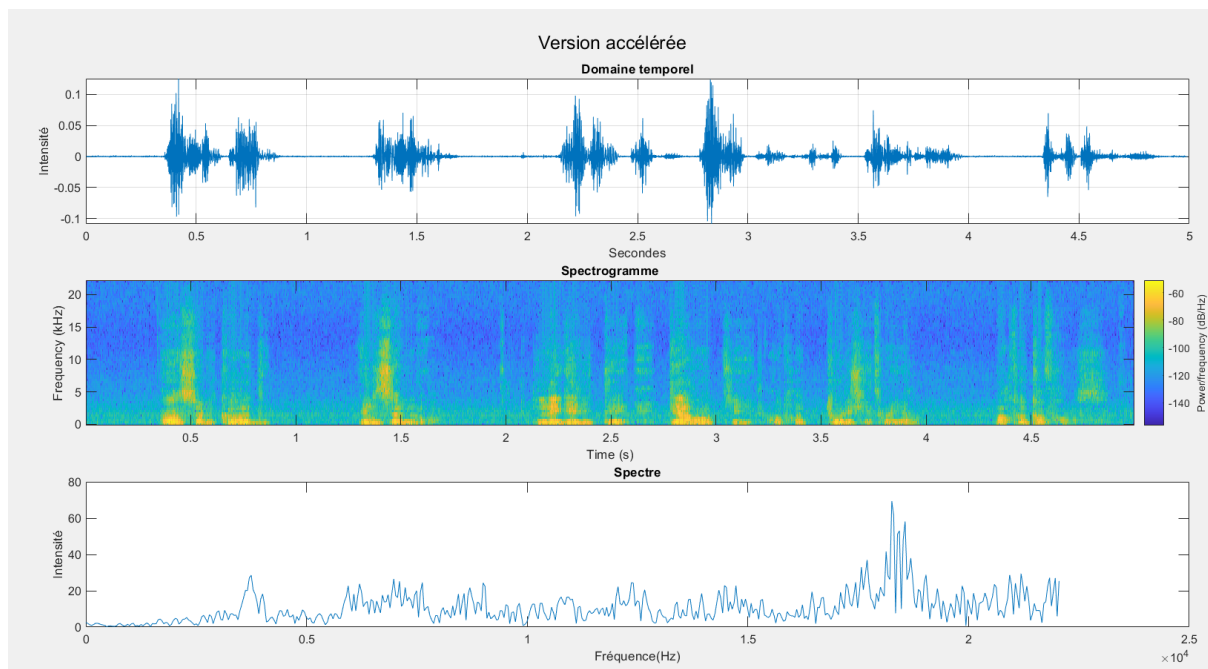 Version accélérée
Domaine temporel
0.1
0.05
0
-0.05
-0.1
Intensité
0 0.5 1 1.5 2 2.5 3 3.5 4 4.5 5
Secondes
Spectrogramme
20
15
10
5
0
Frequency (kHz)
0.5 1 1.5 2 2.5 3 3.5 4 4.5
Time (s)
-60
-80
-100
-120
-140
Power/frequency (dB/Hz)
Spectre
80
60
40
20
0
Intensité
0 0.5 1 1.5 2 2.5
×10⁴
Fréquence(Hz)